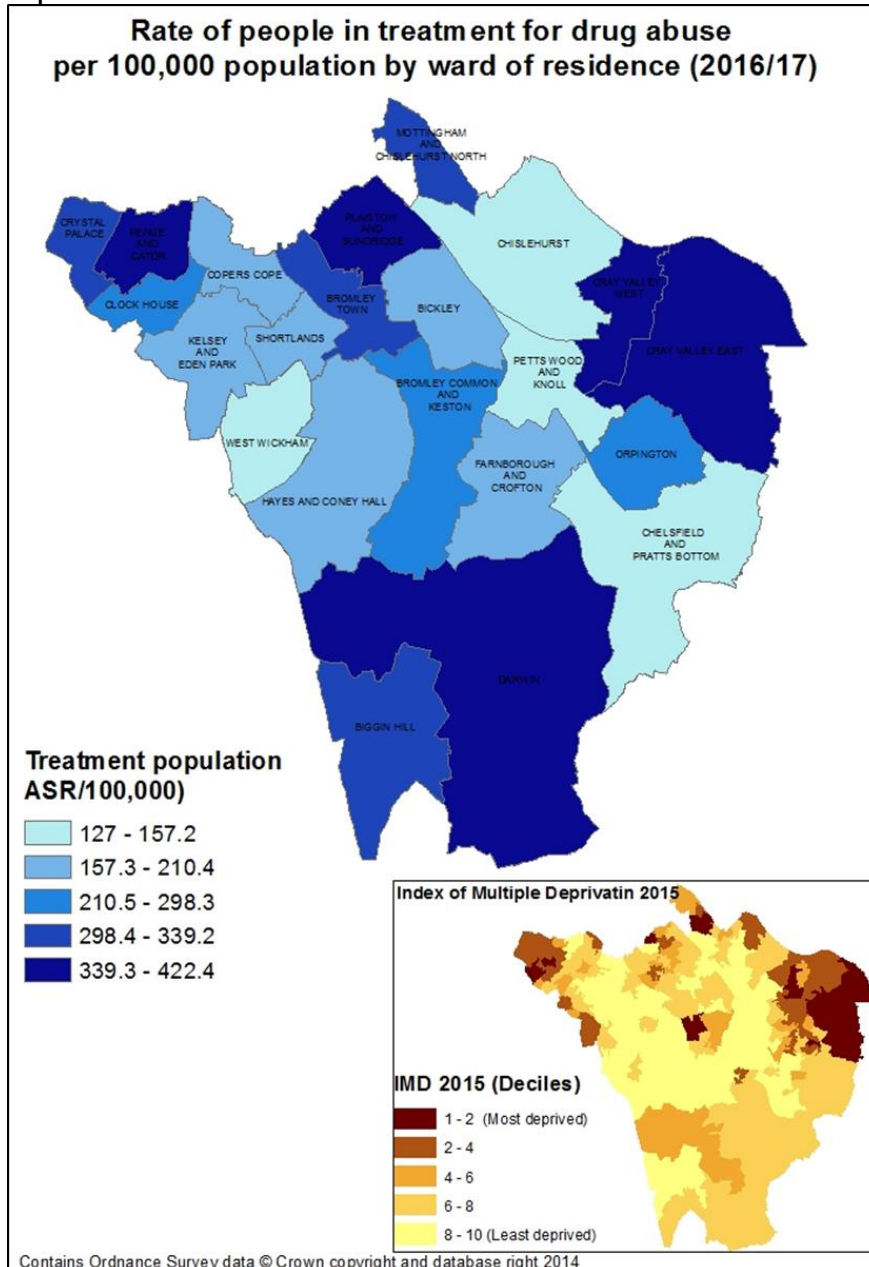 Rate of people in treatment for drug abuse
per 100,000 population by ward of residence (2016/17)
MOTTINGHAM
AND
CHISLEHURST NORTH
CRYSTAL
PALACE
PENGE AND
CATOR
PLAISTOW
AND
SUNDRIDGE
CHISLEHURST
COPERS COPE
CLOCK HOUSE
BROMLEY
TOWN
BICKLEY
CRAY VALLEY
WEST
CRAY VALLEY EAST
KELSEY
AND
EDEN PARK
SHORTLANDS
PETTS WOOD
AND
KNOLL
BROMLEY COMMON
AND
KESTON
WEST WICKHAM
ORPINGTON
FARNBOROUGH
AND
CROFTON
HAYES AND CONEY HALL
CHELSFIELD
AND
PRATTS BOTTOM
DARWIN
BIGGIN HILL
Treatment population
ASR/100,000)
127 - 157.2
157.3 - 210.4
210.5 - 298.3
298.4 - 339.2
339.3 - 422.4
Index of Multiple Deprivatin 2015
IMD 2015 (Deciles)
1 - 2 (Most deprived)
2 - 4
4 - 6
6 - 8
8 - 10 (Least deprived)
Contains Ordnance Survey data © Crown copyright and database right 2014